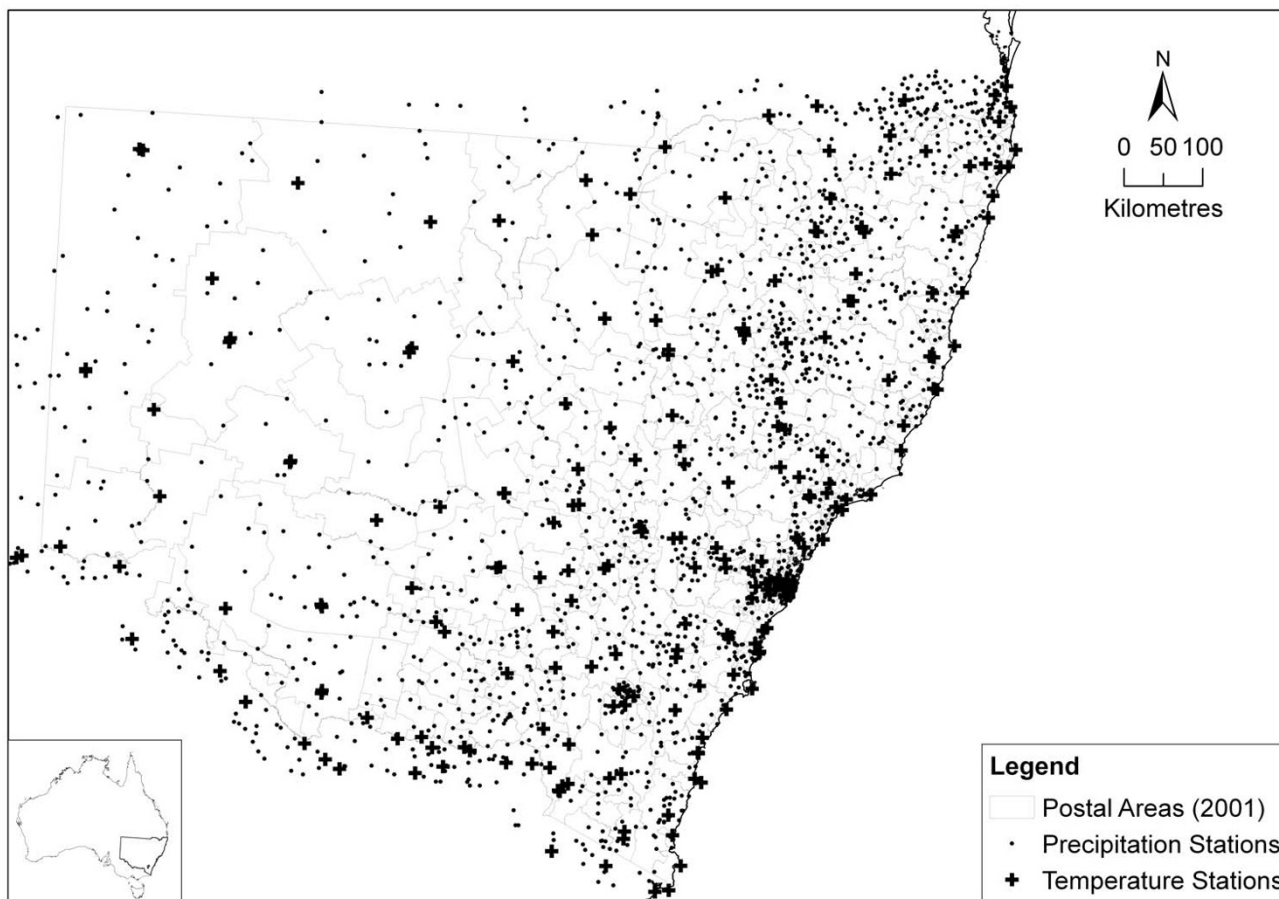 N
0 50 100
Kilometres
Legend
Postal Areas (2001)
Precipitation Stations
Temperature Stations